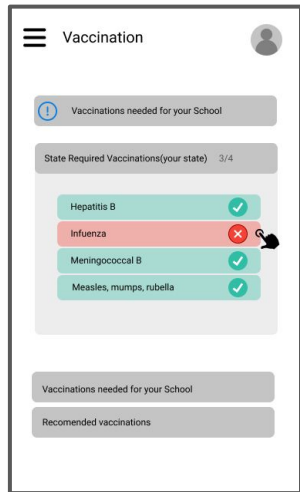 Vaccination
Vaccinations needed for your School
State Required Vaccinations(your state) 3/4
Hepatitis B
Infuenza
Meningococcal B
Measles, mumps, rubella
Vaccinations needed for your School
Recomended vaccinations